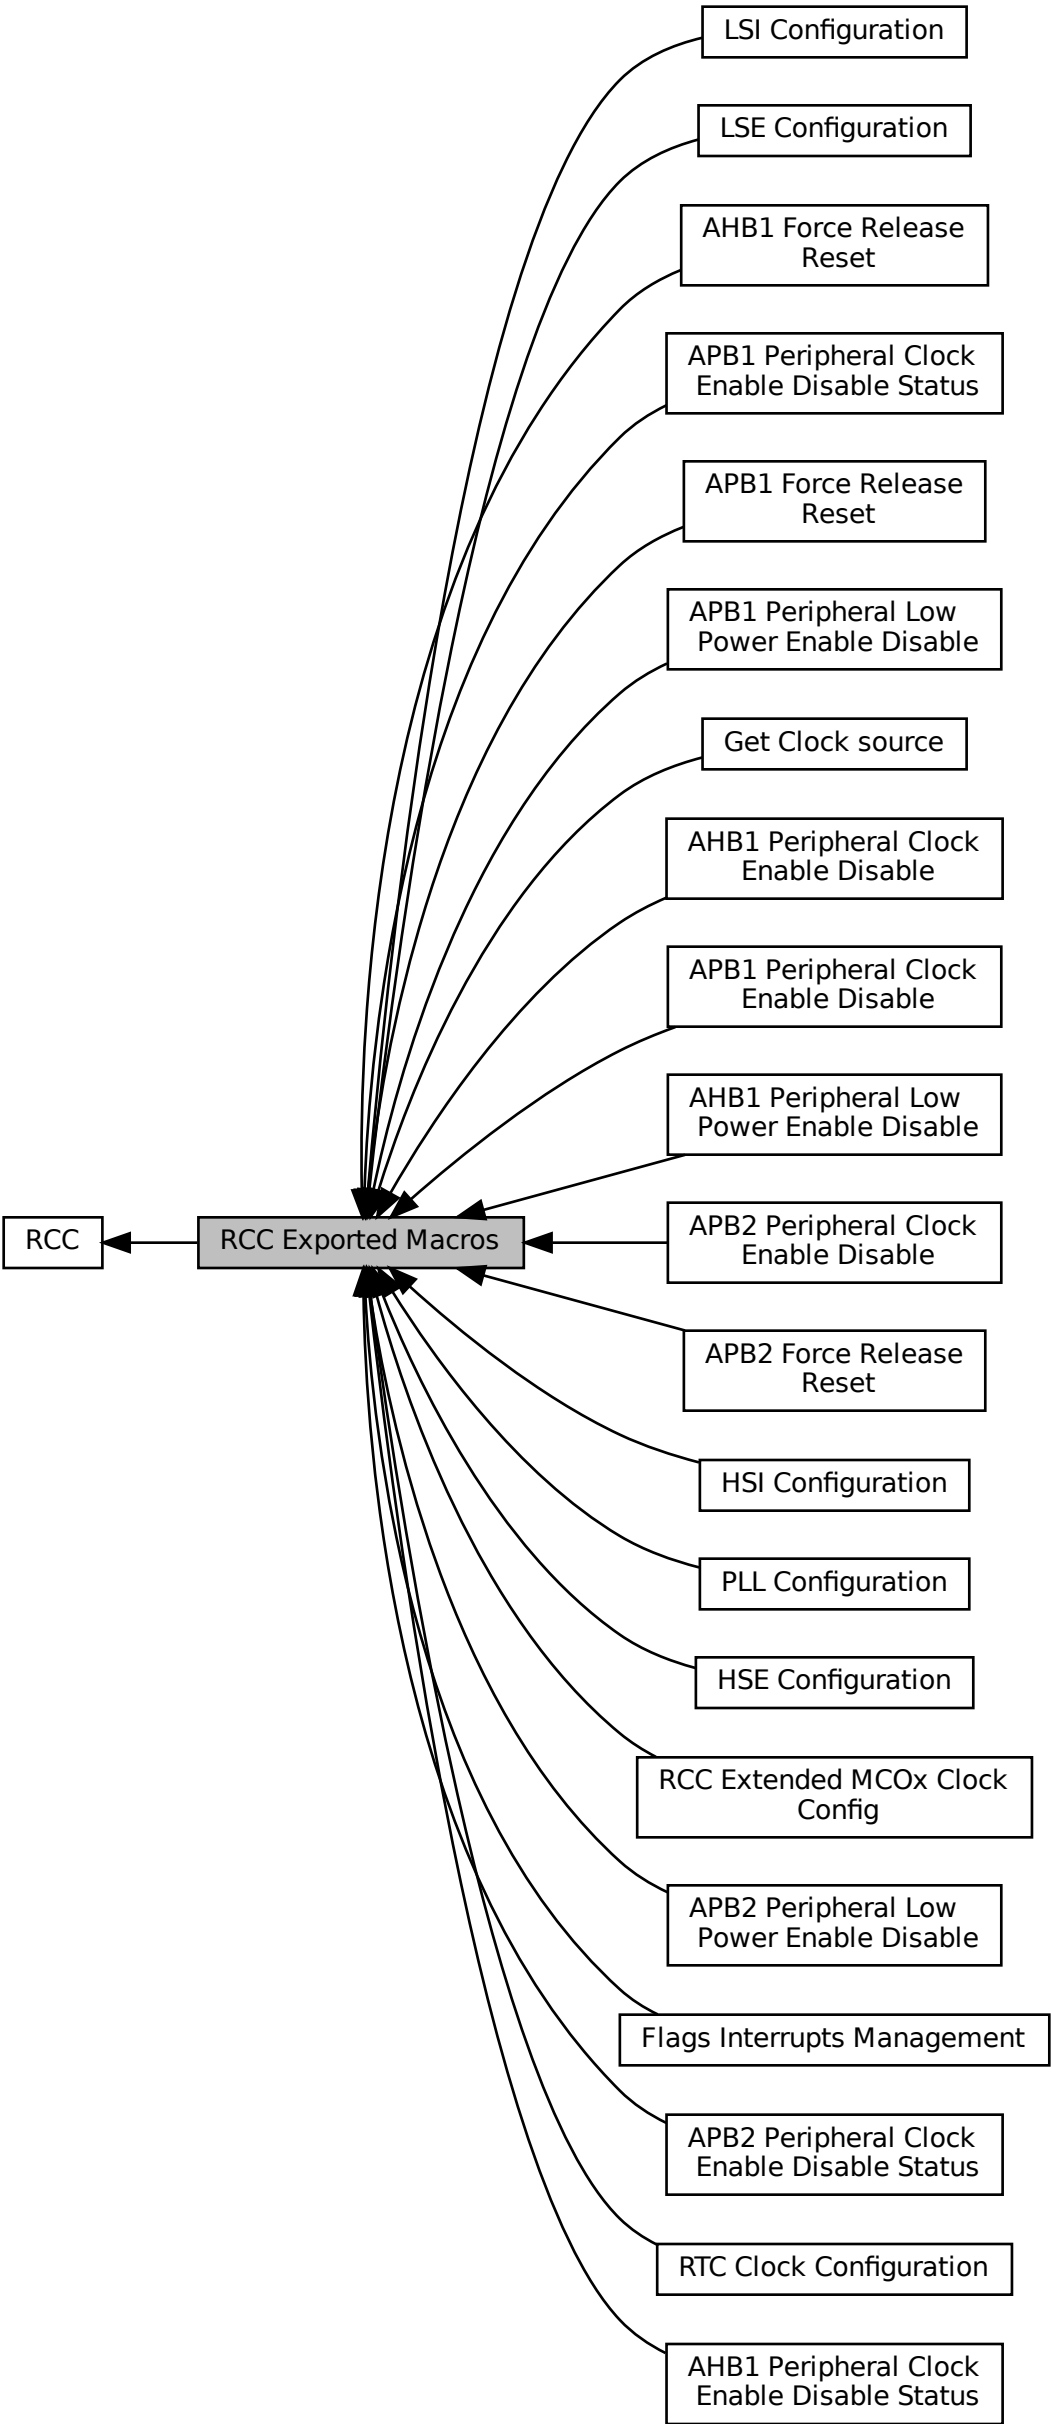 LSI Configuration
LSE Configuration
AHB1 Force Release
Reset
APB1 Peripheral Clock
Enable Disable Status
APB1 Force Release
Reset
APB1 Peripheral Low
Power Enable Disable
Get Clock source
AHB1 Peripheral Clock
Enable Disable
APB1 Peripheral Clock
Enable Disable
AHB1 Peripheral Low
Power Enable Disable
RCC
RCC Exported Macros
APB2 Peripheral Clock
Enable Disable
APB2 Force Release
Reset
HSI Configuration
PLL Configuration
HSE Configuration
RCC Extended MCOx Clock
Config
APB2 Peripheral Low
Power Enable Disable
Flags Interrupts Management
APB2 Peripheral Clock
Enable Disable Status
RTC Clock Configuration
AHB1 Peripheral Clock
Enable Disable Status